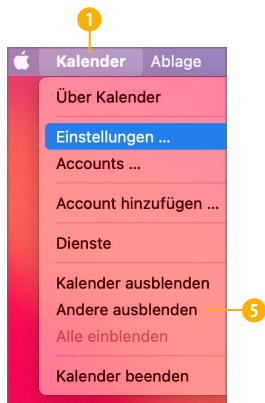 1
Kalender Ablage
Über Kalender
Einstellungen ...
Accounts ...
Account hinzufügen ...
Dienste
Kalender ausblenden
Andere ausblenden 5
Alle einblenden
Kalender beenden